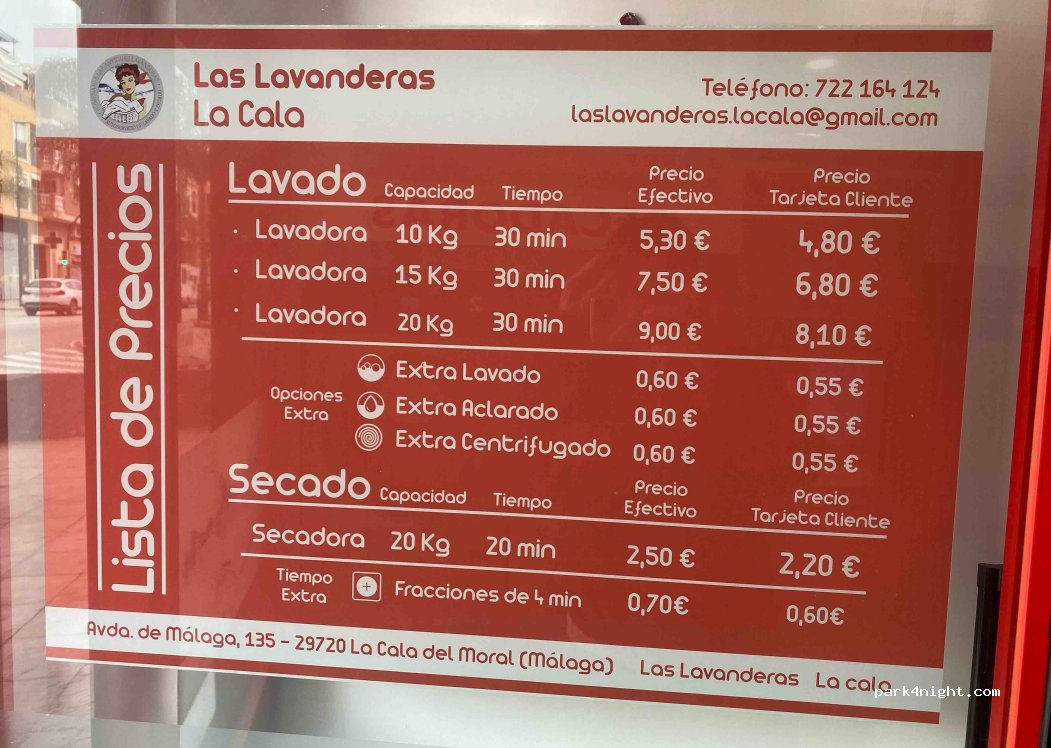 Las Lavanderas
La Cala
Teléfono: 722 164 124
laslavanderas.lacala@gmail.com
Lista de Precios
Lavado Capacidad Tiempo Precio Efectivo Precio Tarjeta Cliente
· Lavadora 10 Kg 30 min 5,30 € 4,80 €
· Lavadora 15 Kg 30 min 7,50 € 6,80 €
· Lavadora 20 Kg 30 min 9,00 € 8,10 €
Opciones Extra
Extra Lavado 0,60 € 0,55 €
Extra Aclarado 0,60 € 0,55 €
Extra Centrifugado 0,60 € 0,55 €
Secado Capacidad Tiempo Precio Efectivo Precio Tarjeta Cliente
Secadora 20 Kg 20 min 2,50 € 2,20 €
Tiempo Extra + Fracciones de 4 min 0,70€ 0,60€
Avda. de Málaga, 135 – 29720 La Cala del Moral (Málaga) Las Lavanderas La cala
park4night.com